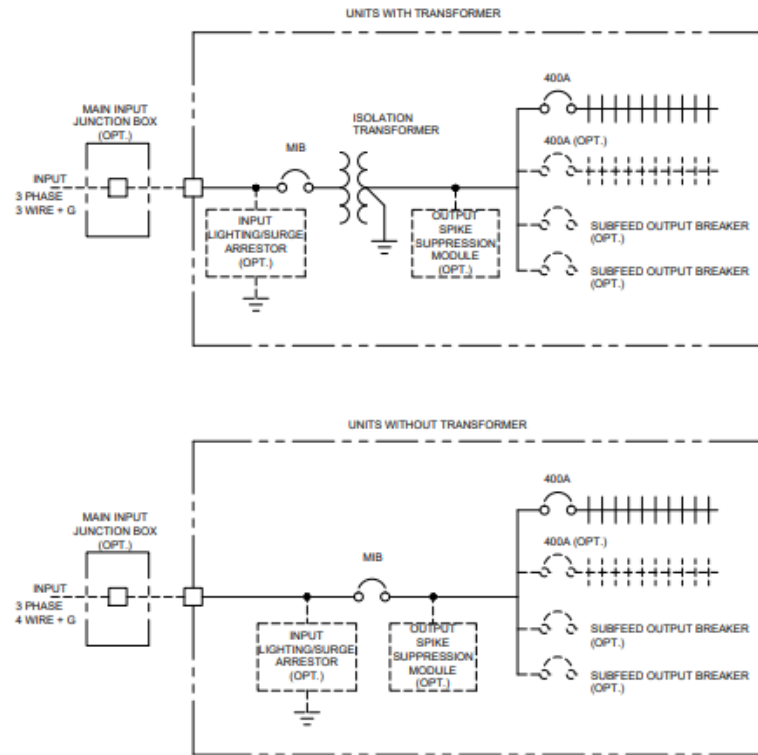 UNITS WITH TRANSFORMER
400A
MAIN INPUT
JUNCTION BOX
(OPT.)
ISOLATION
TRANSFORMER
MIB
400A (OPT.)
INPUT
3 PHASE
3 WIRE + G
INPUT
LIGHTING/SURGE
ARRESTOR
(OPT.)
OUTPUT
SPIKE
SUPPRESSION
MODULE
(OPT.)
SUBFEED OUTPUT BREAKER
(OPT.)
SUBFEED OUTPUT BREAKER
(OPT.)
UNITS WITHOUT TRANSFORMER
400A
MAIN INPUT
JUNCTION BOX
(OPT.)
400A (OPT.)
MIB
INPUT
3 PHASE
4 WIRE + G
INPUT
LIGHTING/SURGE
ARRESTOR
(OPT.)
OUTPUT
SPIKE
SUPPRESSION
MODULE
(OPT.)
SUBFEED OUTPUT BREAKER
(OPT.)
SUBFEED OUTPUT BREAKER
(OPT.)